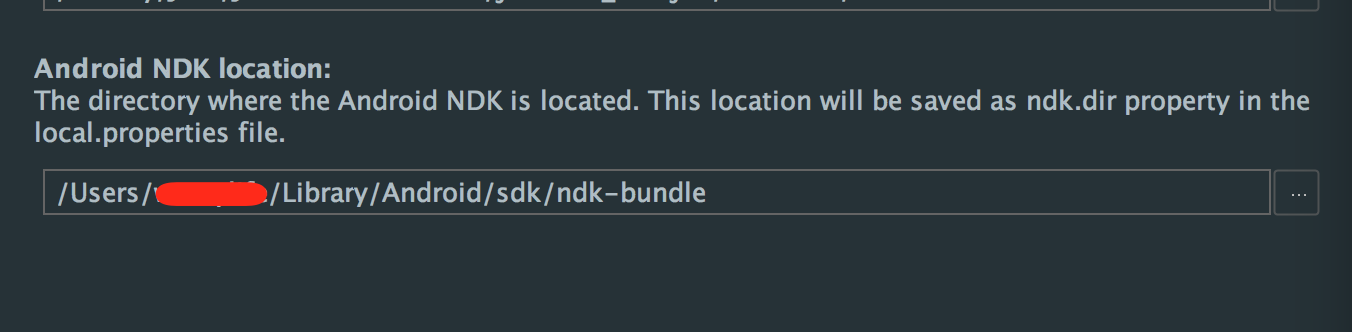 Android NDK location:
The directory where the Android NDK is located. This location will be saved as ndk.dir property in the
local.properties file.
/Users/ /Library/Android/sdk/ndk-bundle
...